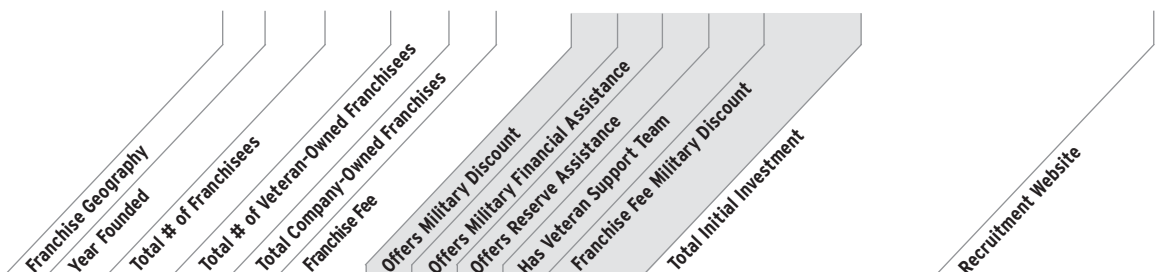 Franchise Geography
Year Founded
Total # of Franchisees
Total # of Veteran-Owned Franchisees
Total Company-Owned Franchises
Franchise Fee
Offers Military Discount
Offers Military Financial Assistance
Offers Reserve Assistance
Has Veteran Support Team
Franchise Fee Military Discount
Total Initial Investment
Recruitment Website